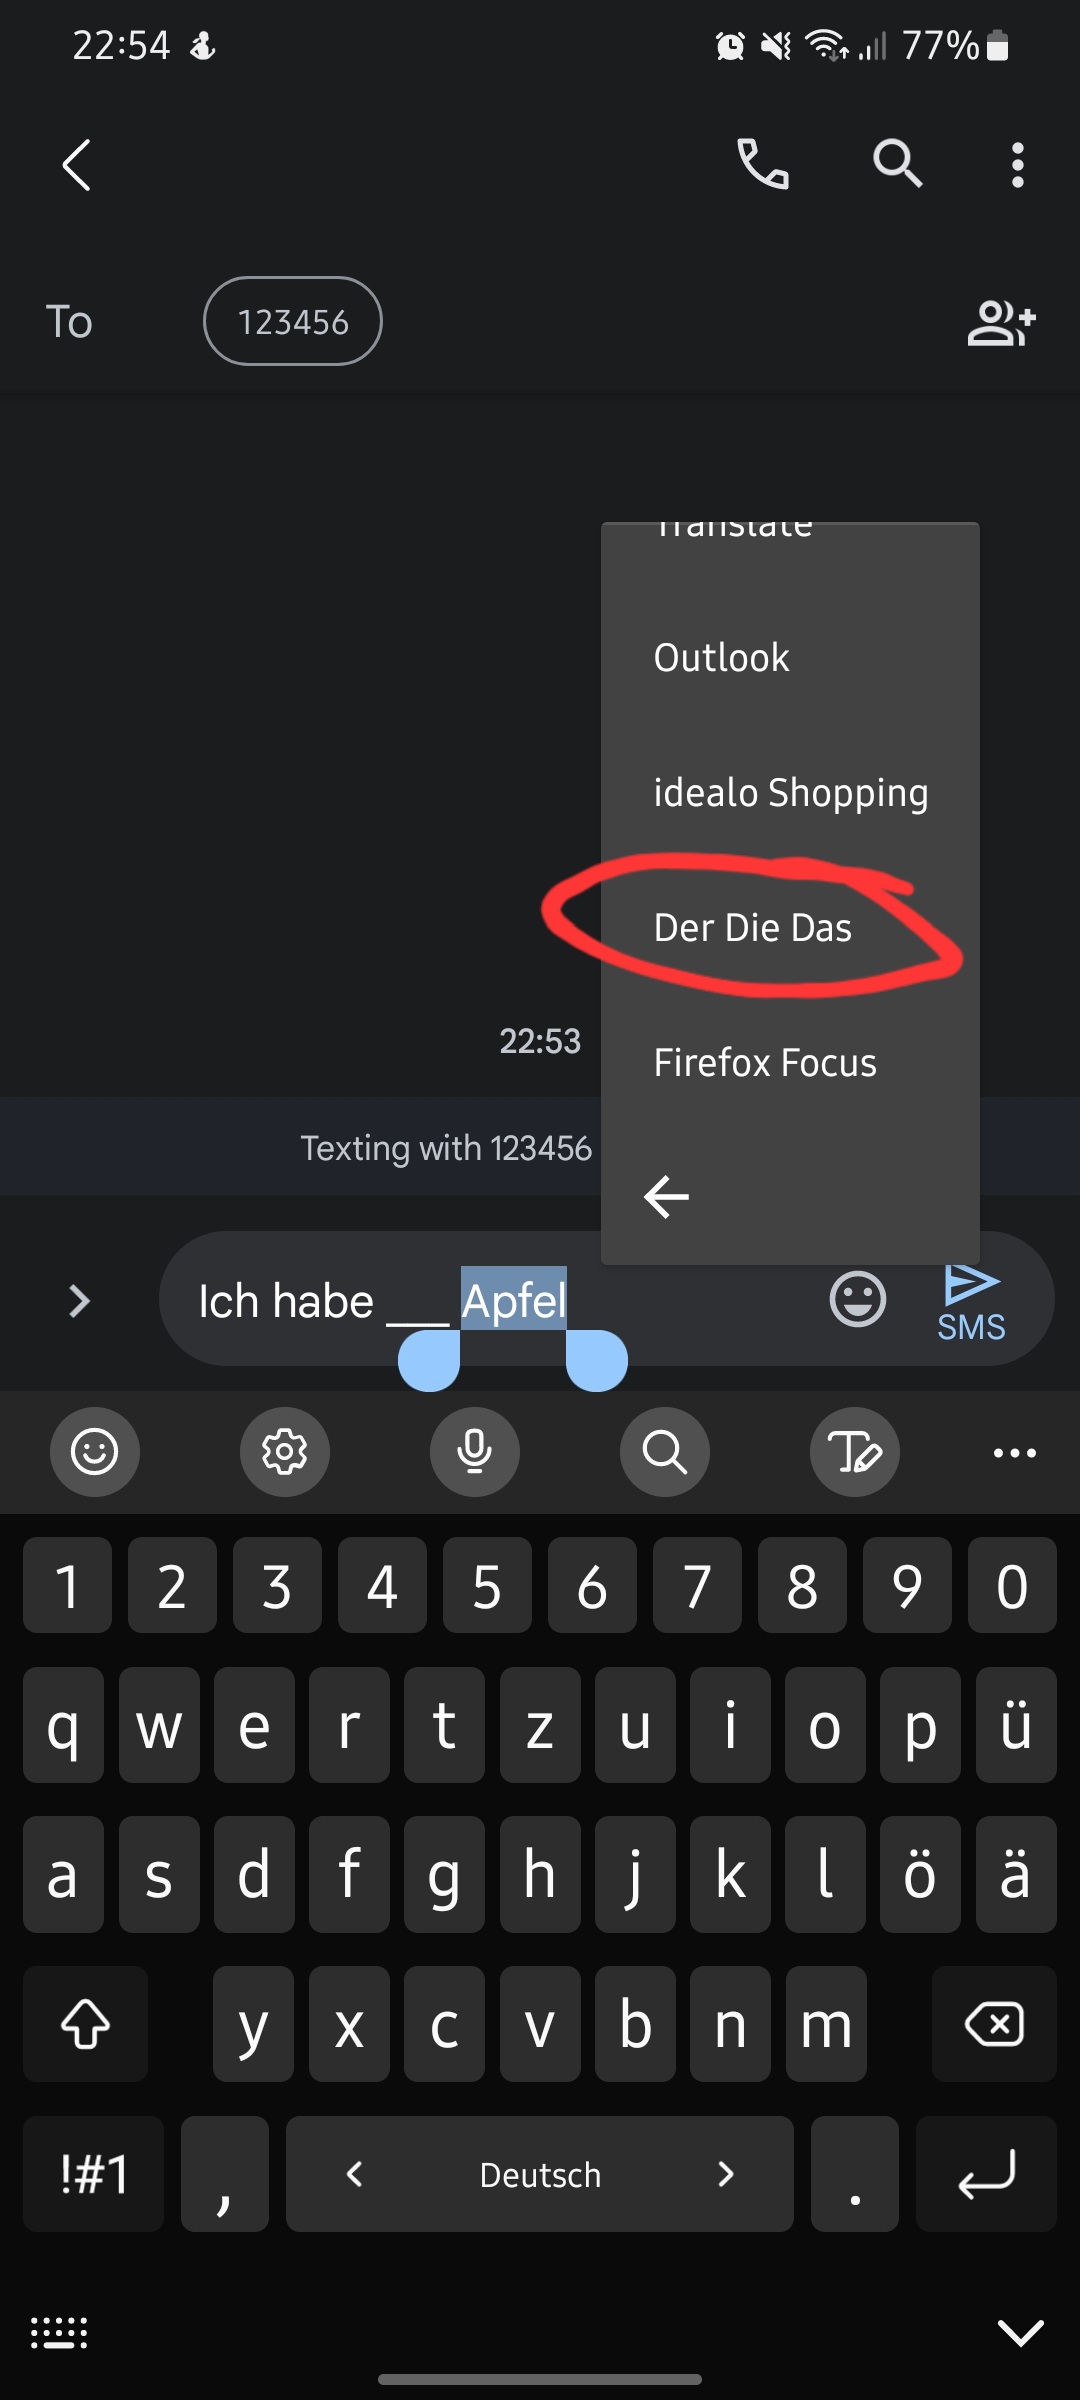 22:54
77%
To
123456
Translate
Outlook
idealo Shopping
Der Die Das
22:53
Firefox Focus
Texting with 123456
Ich habe ___ Apfel
SMS
1 2 3 4 5 6 7 8 9 0
q w e r t z u i o p ü
a s d f g h j k l ö ä
y x c v b n m
!#1 , < Deutsch > .